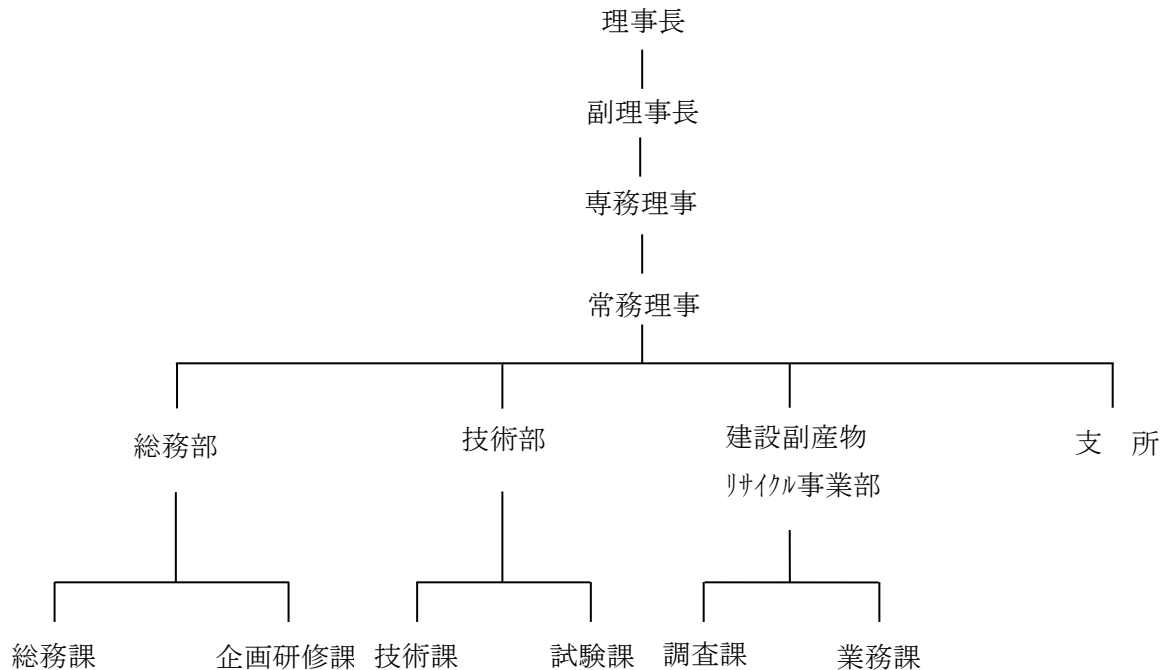 理事長
副理事長
専務理事
常務理事
総務部
技術部
建設副産物
ﾘｻｲｸﾙ事業部
支　所
総務課
企画研修課
技術課
試験課
調査課
業務課